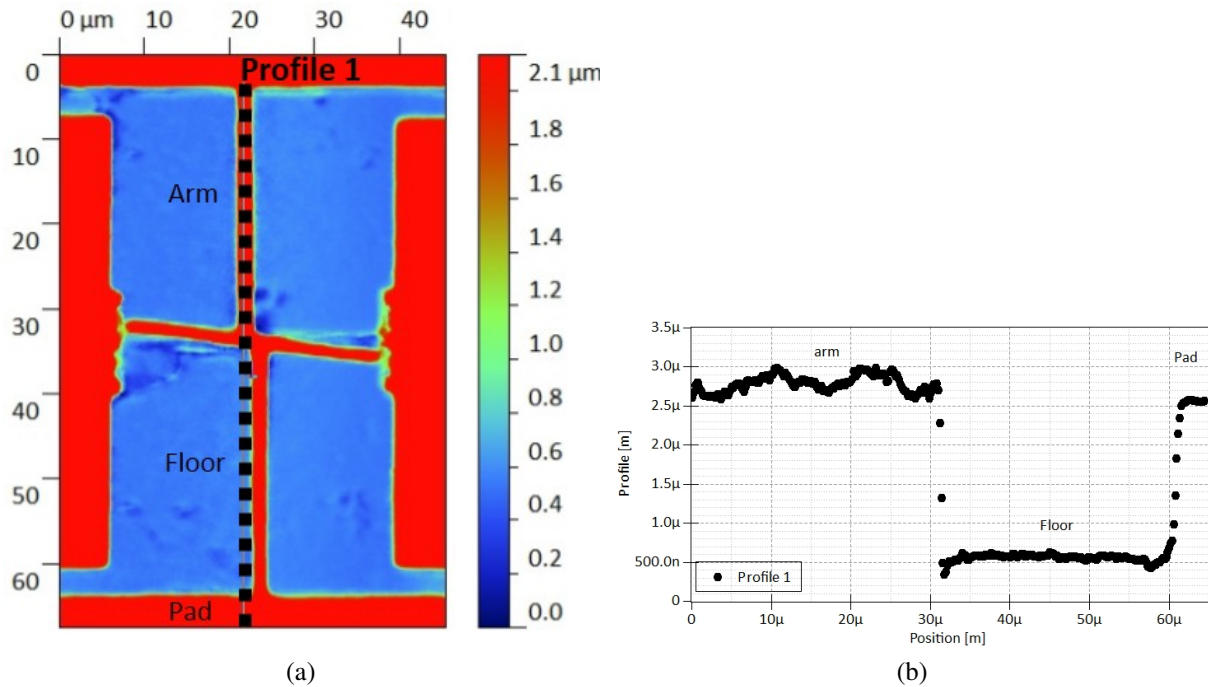 0 µm 10 20 30 40
Profile 1
0
10
20
30
40
50
60
Arm
Floor
Pad
2.1 µm
1.8
1.6
1.4
1.2
1.0
0.8
0.6
0.4
0.2
0.0
(a)
3.5µ
3.0µ
2.5µ
2.0µ
1.5µ
1.0µ
500.0n
0
Profile [m]
arm
Pad
Floor
Profile 1
0 10µ 20µ 30µ 40µ 50µ 60µ
Position [m]
(b)